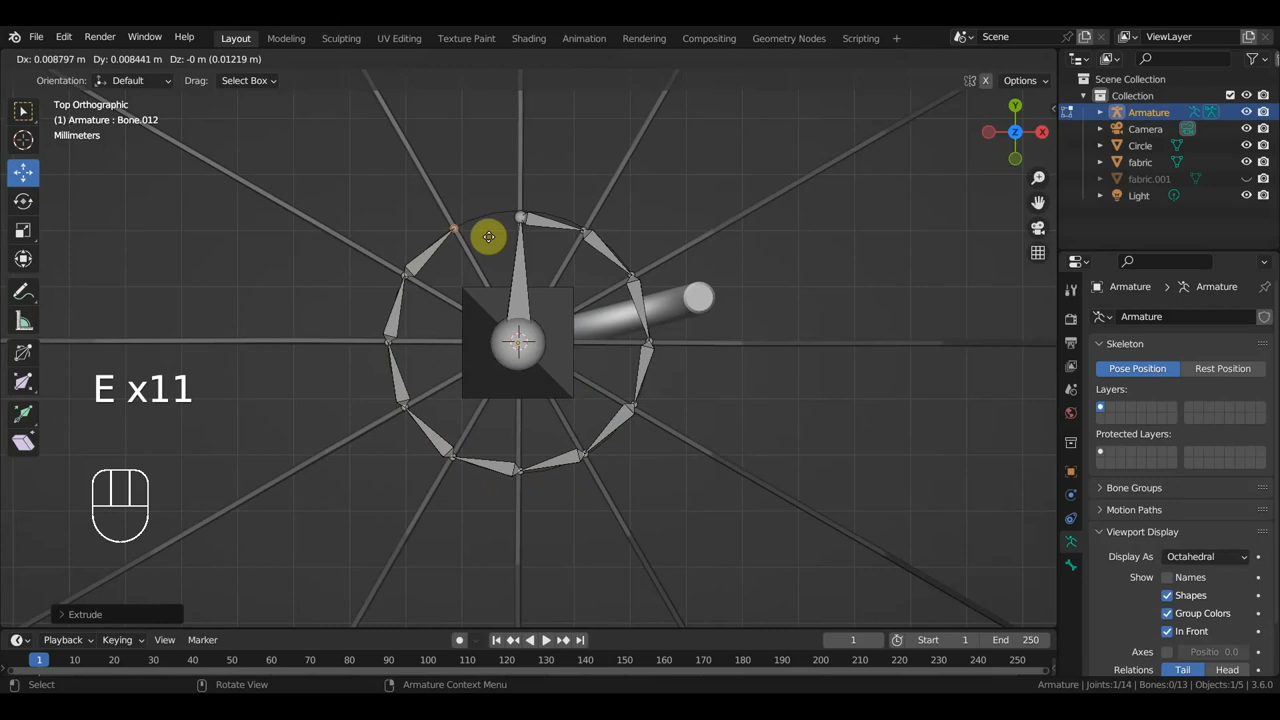 File Edit Render Window Help Layout Modeling Sculpting UV Editing Texture Paint Shading Animation Rendering Compositing Geometry Nodes Scripting + Scene ViewLayer
Dx: 0.008797 m Dy: 0.008441 m Dz: -0 m (0.01219 m)
Orientation: Default Drag: Select Box X Options
Top Orthographic
(1) Armature : Bone.012
Millimeters
Y
Z X
E x11
Extrude
Scene Collection
Collection
Armature
Camera
Circle
fabric
fabric.001
Light
Armature Armature
Armature
Skeleton
Pose Position Rest Position
Layers:
Protected Layers:
Bone Groups
Motion Paths
Viewport Display
Display As Octahedral
Show Names
Shapes
Group Colors
In Front
Axes Positio 0.0
Relations Tail Head
Playback Keying View Marker 1 Start 1 End 250
1 10 20 30 40 50 60 70 80 90 100 110 120 130 140 150 160 170 180 190 200 210 220 230 240 250
Select Rotate View Armature Context Menu Armature | Joints:1/14 | Bones:0/13 | Objects:1/5 | 3.6.0